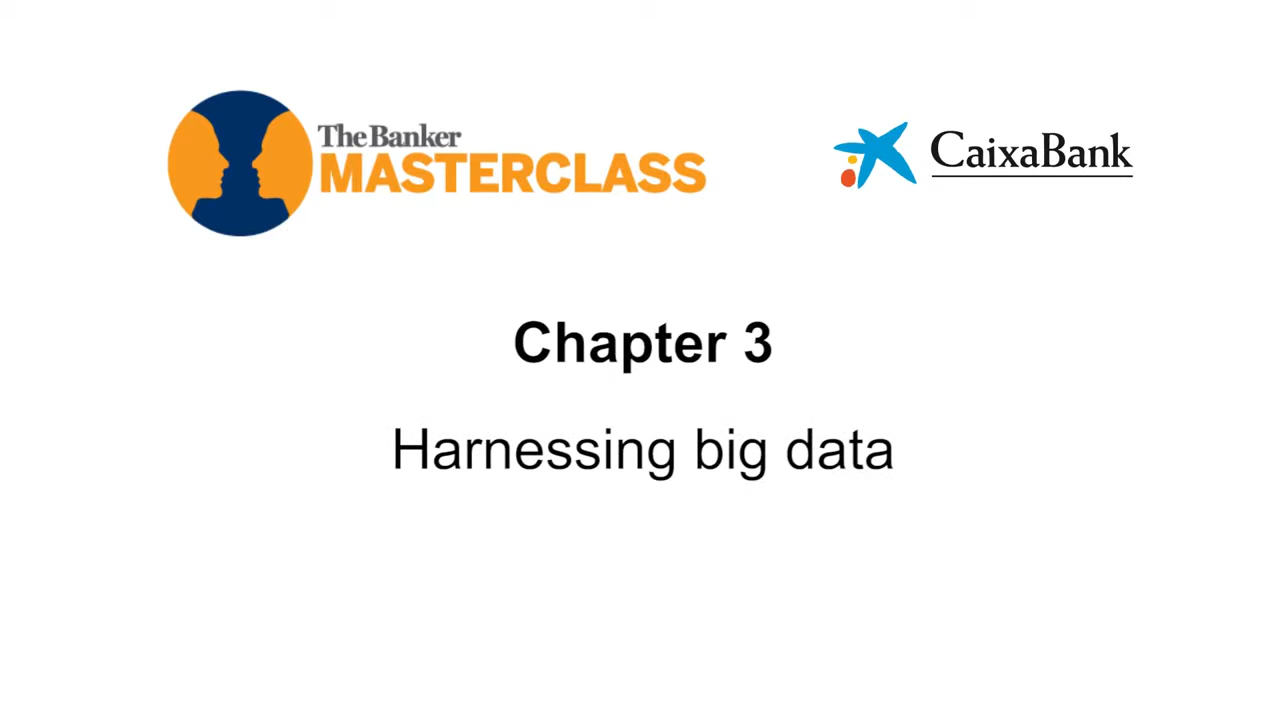 The Banker
MASTERCLASS
CaixaBank
Chapter 3
Harnessing big data